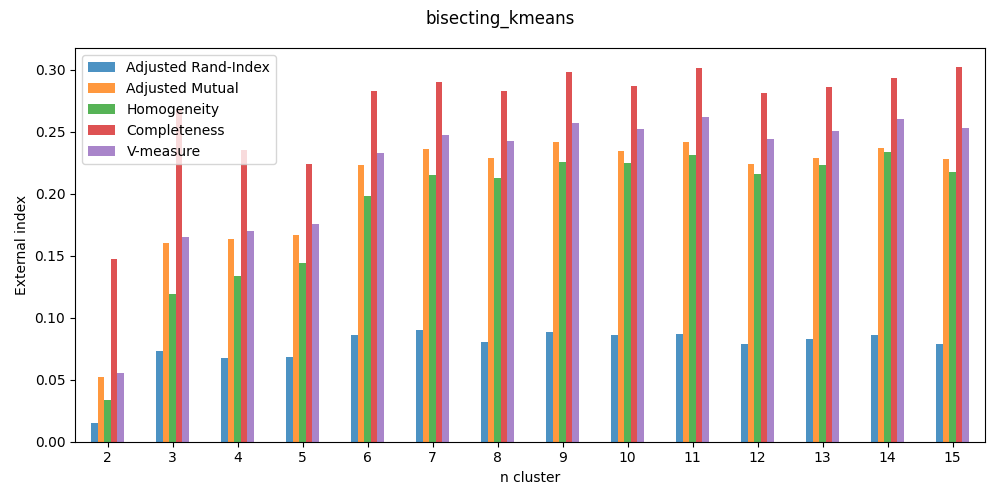 bisecting_kmeans
0.30
0.25
0.20
0.15
0.10
0.05
0.00
External index
Adjusted Rand-Index
Adjusted Mutual
Homogeneity
Completeness
V-measure
2 3 4 5 6 7 8 9 10 11 12 13 14 15
n cluster